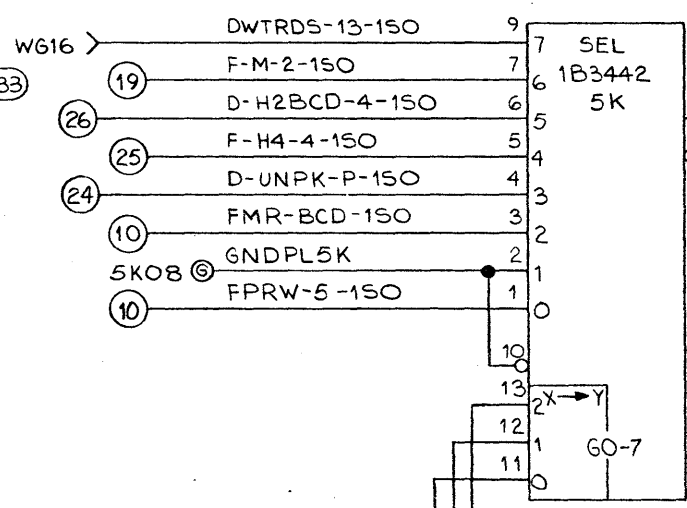 DWTRDS-13-1SO 9
WG16 7 SEL
F-M-2-1SO 7
33 19 6 1B3442
D-H2BCD-4-1SO 6 5K
26 5
F-H4-4-1SO 5
25 4
D-UNPK-P-1SO 4
24 3
FMR-BCD-1SO 3
10 2
GNDPL5K 2
5K08 G 1
FPRW-5-1SO 1
10 0
10
13
2 X→Y
12
1 GO-7
11
0